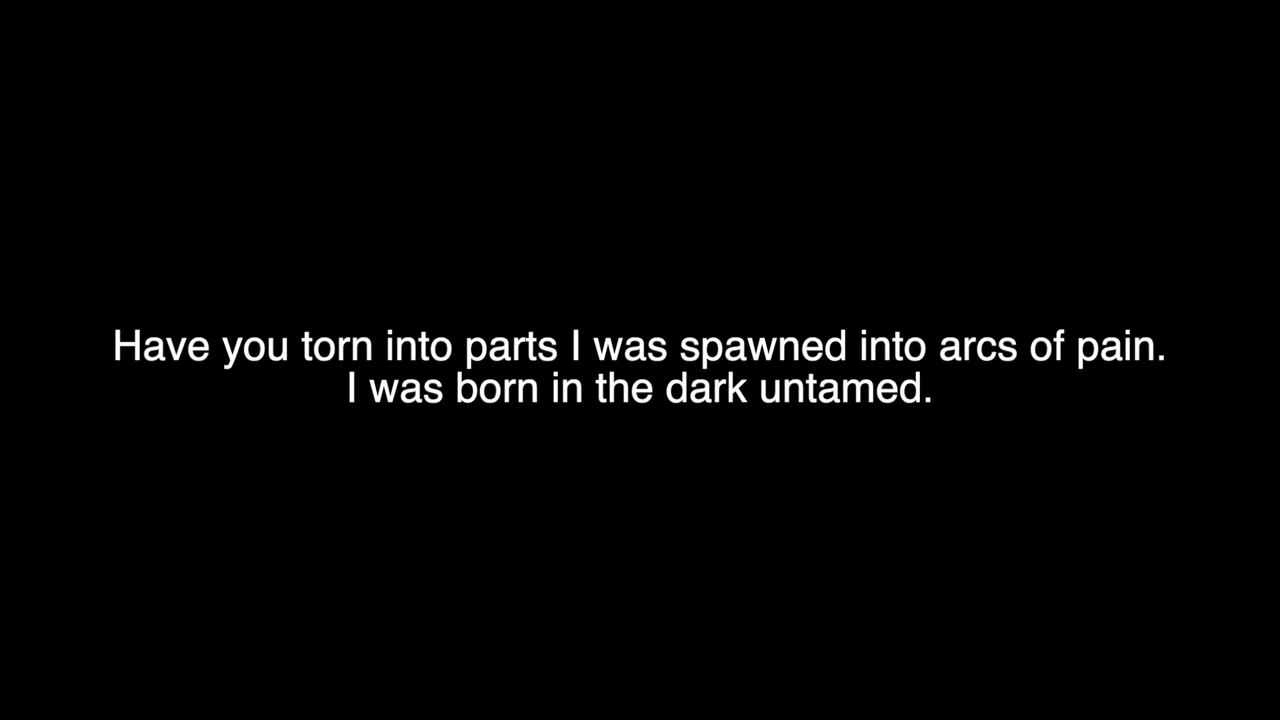 Have you torn into parts I was spawned into arcs of pain.
I was born in the dark untamed.